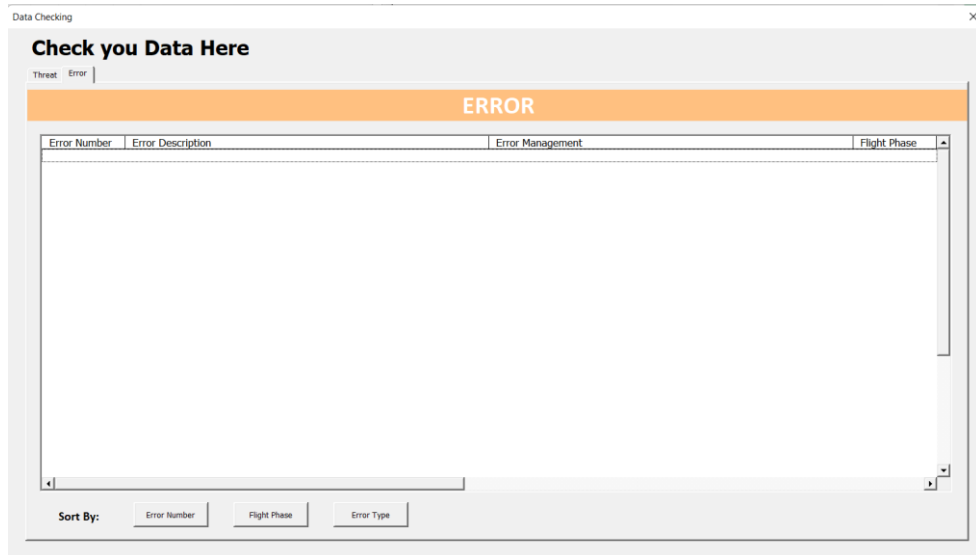 Data Checking
Check you Data Here
Threat Error
ERROR
Error Number Error Description Error Management Flight Phase
Sort By: Error Number Flight Phase Error Type